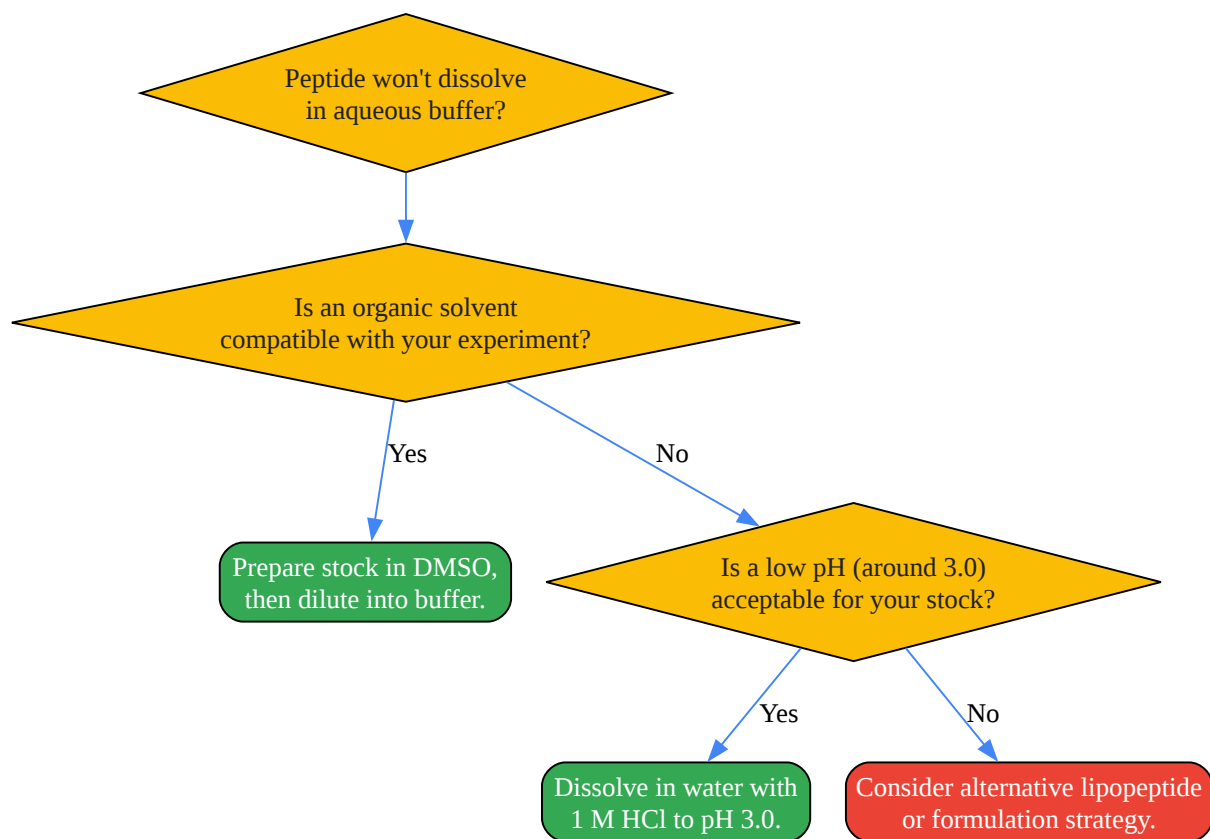 Peptide won't dissolve
in aqueous buffer?
Is an organic solvent
compatible with your experiment?
Yes
No
Prepare stock in DMSO,
then dilute into buffer.
Is a low pH (around 3.0)
acceptable for your stock?
Yes
No
Dissolve in water with
1 M HCl to pH 3.0.
Consider alternative lipopeptide
or formulation strategy.